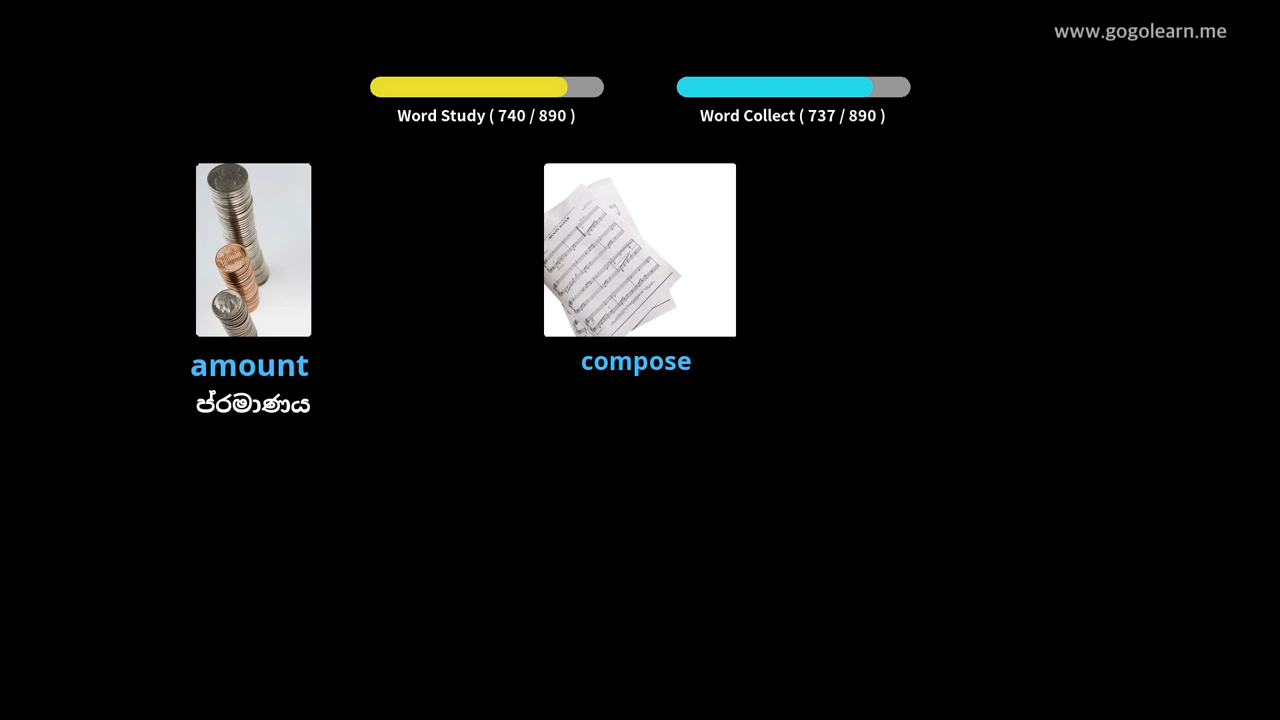 www.gogolearn.me
Word Study ( 740 / 890 )
Word Collect ( 737 / 890 )
amount
ප්රමාණය
compose